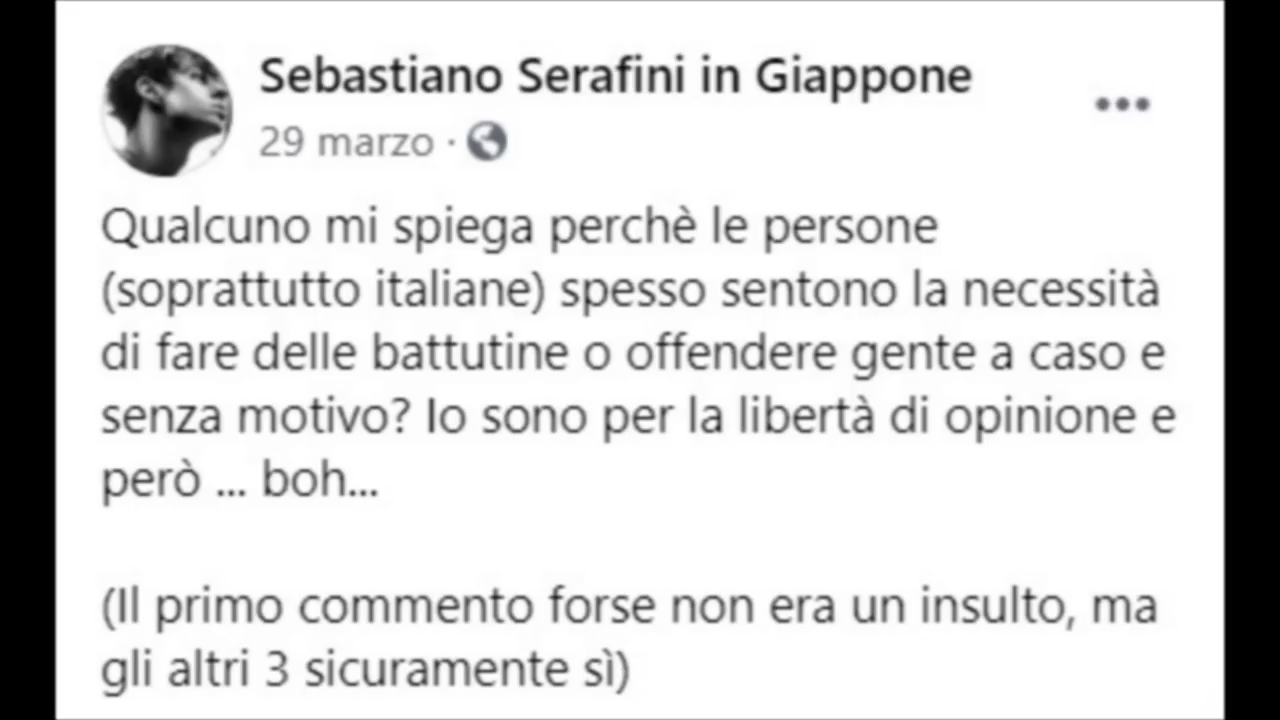 Sebastiano Serafini in Giappone
29 marzo ·
Qualcuno mi spiega perchè le persone
(soprattutto italiane) spesso sentono la necessità
di fare delle battutine o offendere gente a caso e
senza motivo? Io sono per la libertà di opinione e
però ... boh...
(Il primo commento forse non era un insulto, ma
gli altri 3 sicuramente sì)